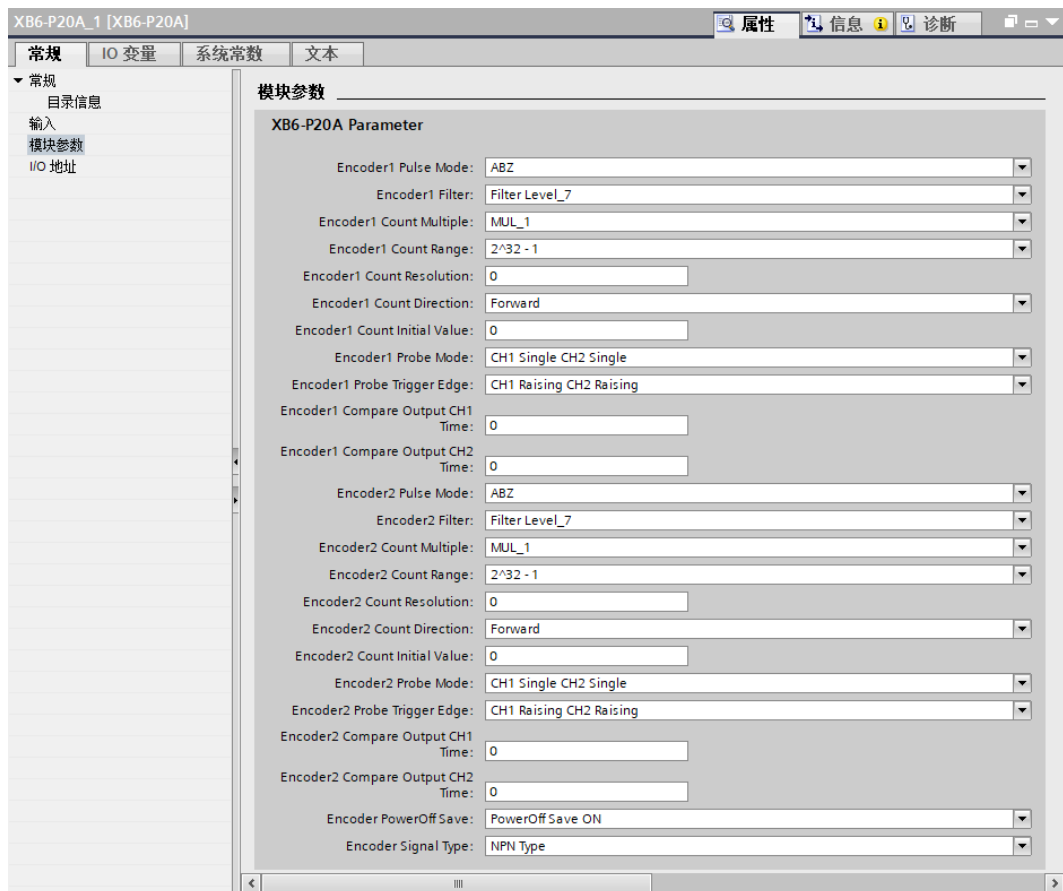 XB6-P20A_1 [XB6-P20A]
属性
信息
诊断
常规
IO 变量
系统常数
文本
常规
目录信息
输入
模块参数
I/O 地址
模块参数
XB6-P20A Parameter
Encoder1 Pulse Mode: ABZ
Encoder1 Filter: Filter Level_7
Encoder1 Count Multiple: MUL_1
Encoder1 Count Range: 2^32 - 1
Encoder1 Count Resolution: 0
Encoder1 Count Direction: Forward
Encoder1 Count Initial Value: 0
Encoder1 Probe Mode: CH1 Single CH2 Single
Encoder1 Probe Trigger Edge: CH1 Raising CH2 Raising
Encoder1 Compare Output CH1
Time: 0
Encoder1 Compare Output CH2
Time: 0
Encoder2 Pulse Mode: ABZ
Encoder2 Filter: Filter Level_7
Encoder2 Count Multiple: MUL_1
Encoder2 Count Range: 2^32 - 1
Encoder2 Count Resolution: 0
Encoder2 Count Direction: Forward
Encoder2 Count Initial Value: 0
Encoder2 Probe Mode: CH1 Single CH2 Single
Encoder2 Probe Trigger Edge: CH1 Raising CH2 Raising
Encoder2 Compare Output CH1
Time: 0
Encoder2 Compare Output CH2
Time: 0
Encoder PowerOff Save: PowerOff Save ON
Encoder Signal Type: NPN Type